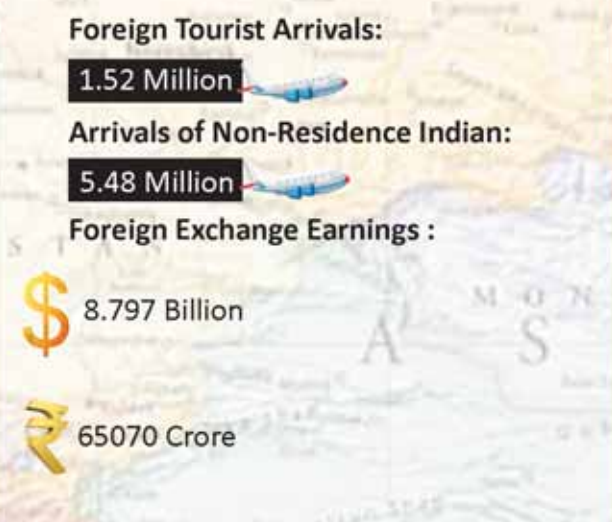 Foreign Tourist Arrivals:
1.52 Million
Arrivals of Non-Residence Indian:
5.48 Million
Foreign Exchange Earnings :
S T A N
$ 8.797 Billion
M O N
A S
₹ 65070 Crore